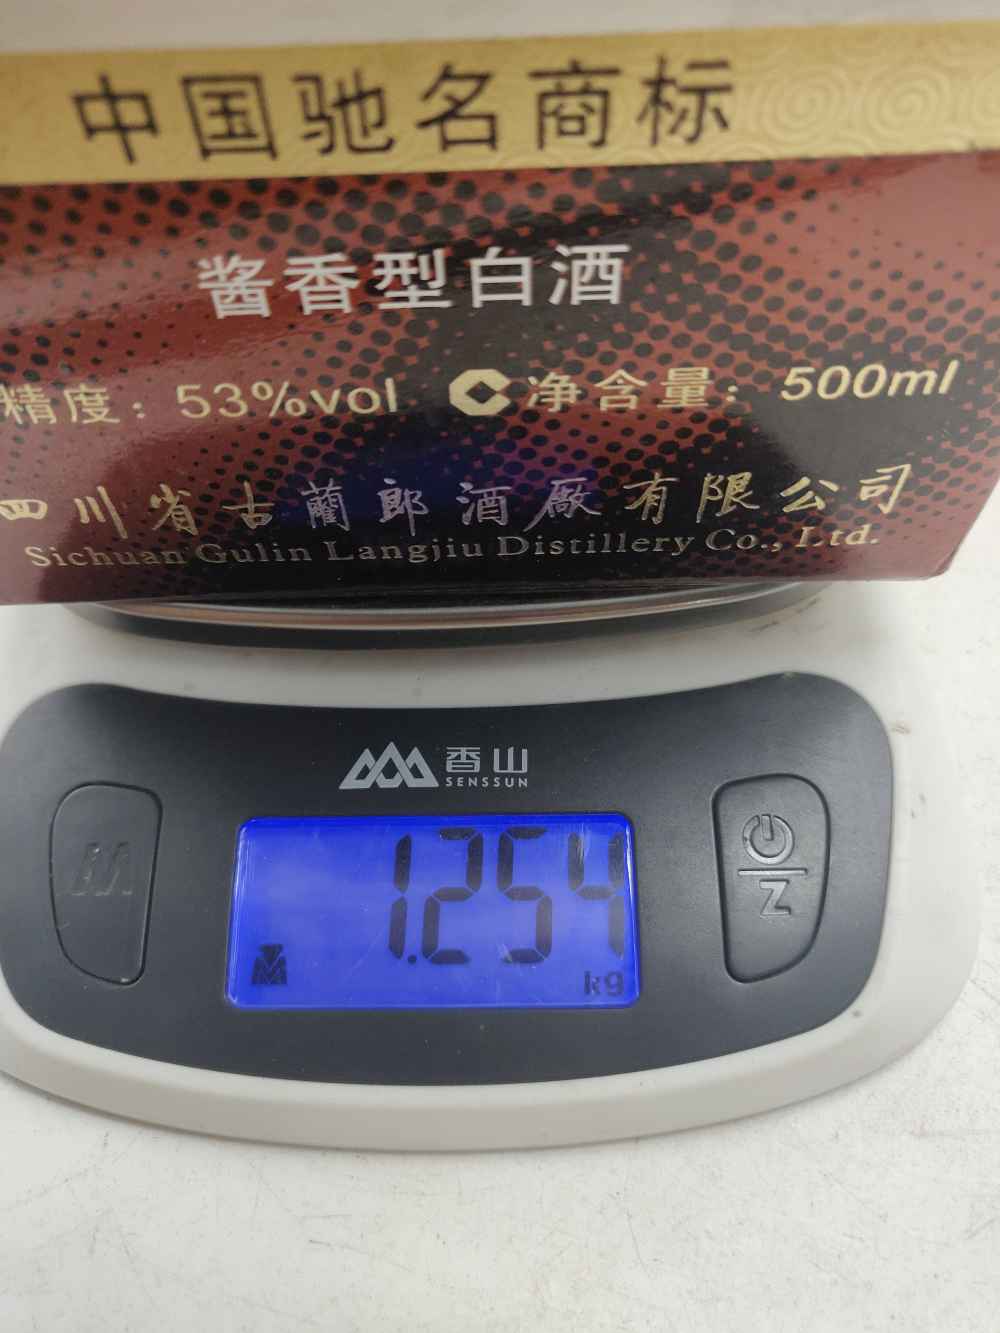 中国驰名商标
酱香型白酒
精度：53%vol 净含量：500ml
四川省古蔺郎酒厂有限公司
Sichuan Gulin Langjiu Distillery Co., Ltd.
香山
SENSSUN
M
1.254
kg
N